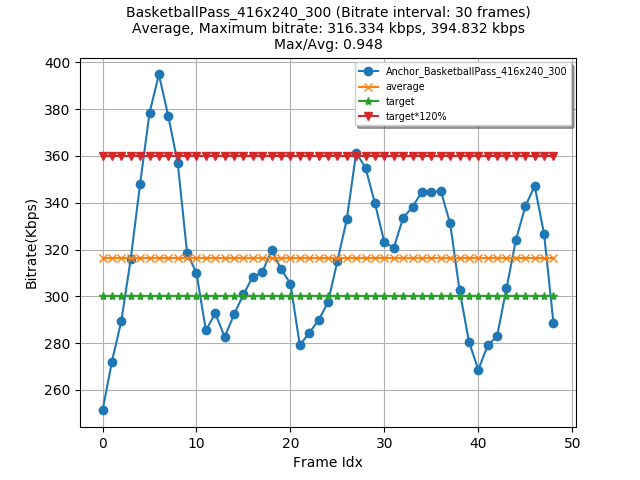 BasketballPass_416x240_300 (Bitrate interval: 30 frames)
Average, Maximum bitrate: 316.334 kbps, 394.832 kbps
Max/Avg: 0.948
Anchor_BasketballPass_416x240_300
average
target
target*120%
400
380
360
340
320
300
280
260
Bitrate(Kbps)
0 10 20 30 40 50
Frame Idx